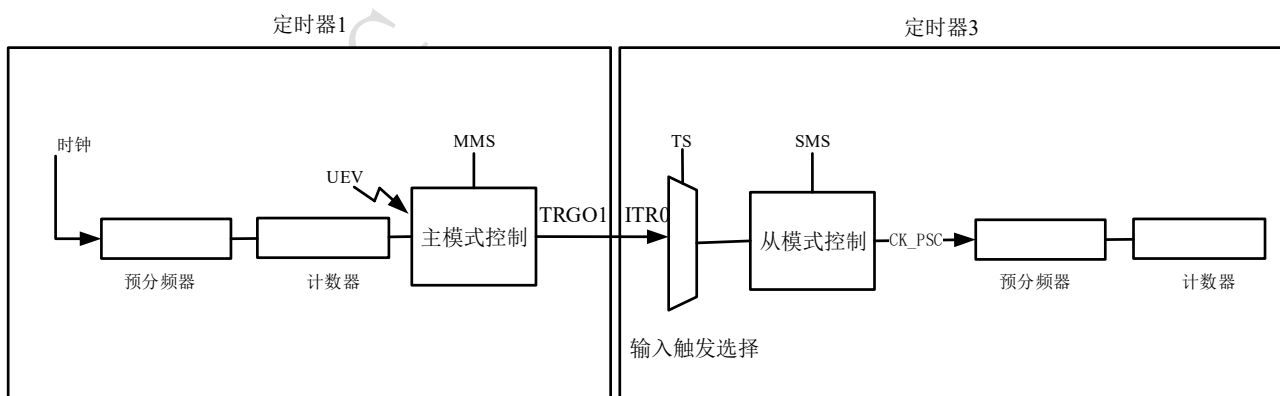 定时器1
定时器3
时钟
UEV
MMS
TS
SMS
主模式控制
TRGO1
ITR0
从模式控制
CK_PSC
预分频器
计数器
预分频器
计数器
输入触发选择